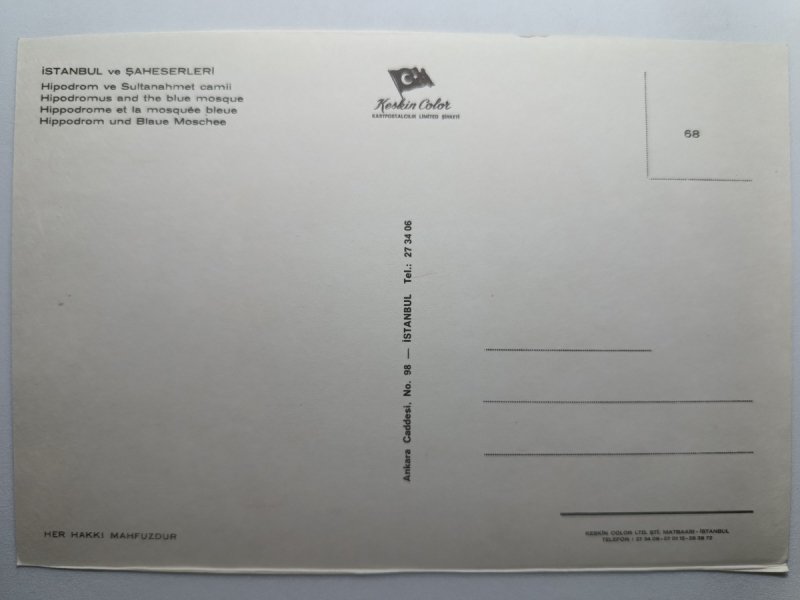 İSTANBUL ve ŞAHESERLERİ
Hipodrom ve Sultanahmet camii
Hipodromus and the blue mosque
Hippodrome et la mosquée bleue
Hippodrom und Blaue Moschee
Keskin Color
KARTPOSTALCILIK LİMİTED ŞİRKETİ
68
Ankara Caddesi, No. 98 — İSTANBUL Tel.: 27 34 06
HER HAKKI MAHFUZDUR
KESKİN COLOR LTD. ŞTİ. MATBAASI - İSTANBUL
TELEFON :